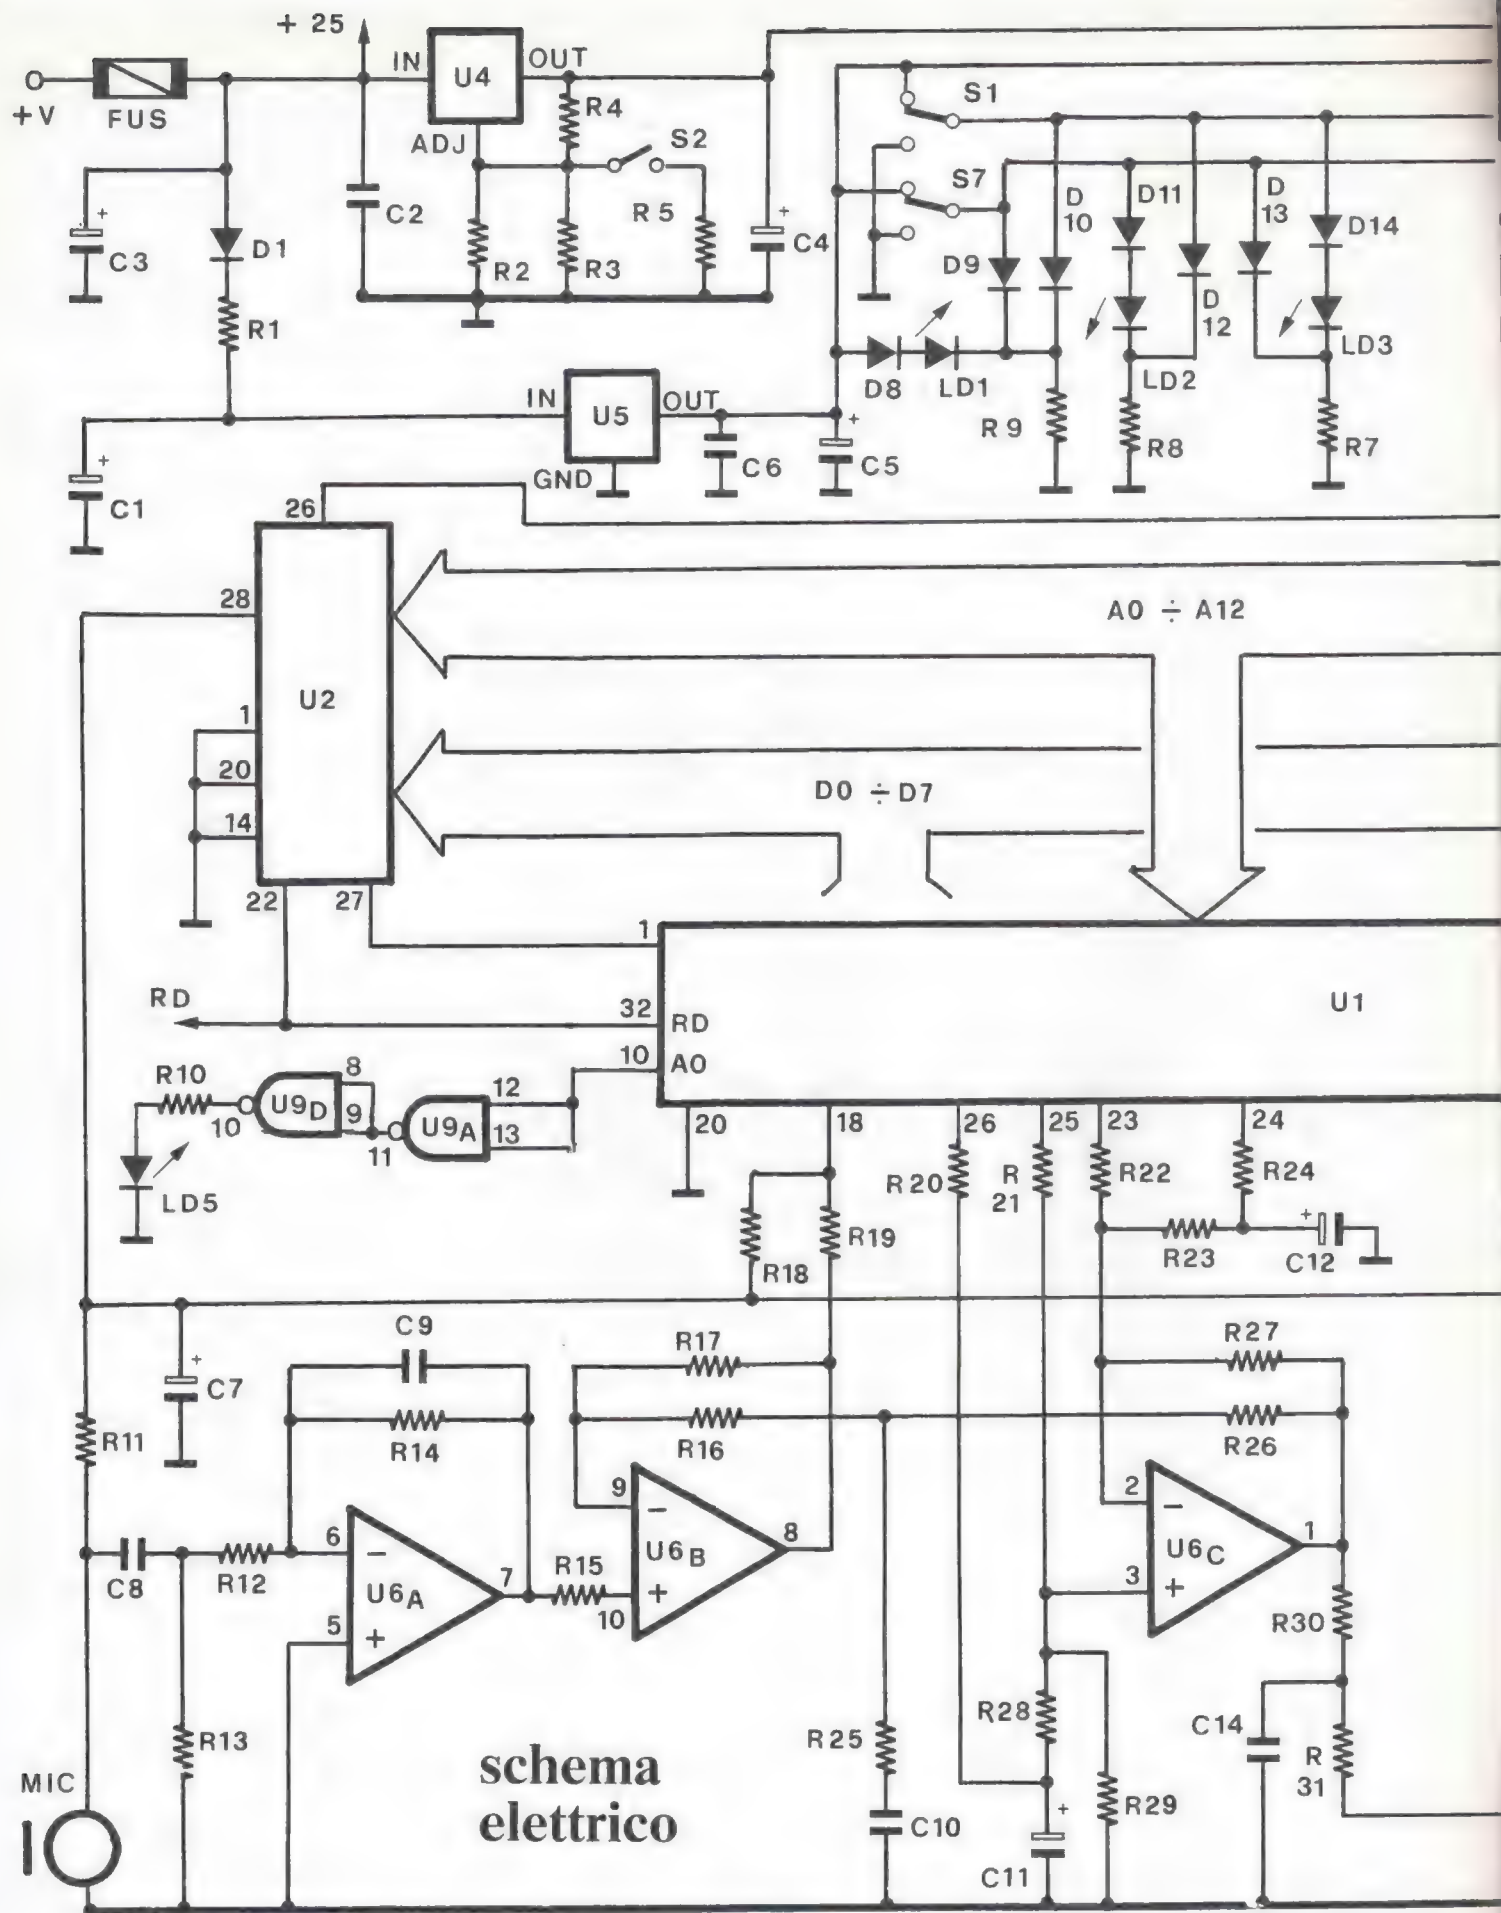 + 25
IN
U4
OUT
+V
FUS
R4
ADJ
S2
S1
S7
+
C3
D1
C2
R2
R3
R5
+
C4
D9
D
10
D11
D
12
D
13
D14
R1
LD3
IN
U5
OUT
D8
LD1
LD2
R9
R8
R7
+
C1
GND
C6
+
C5
26
28
A0 ÷ A12
U2
1
20
14
D0 ÷ D7
22
27
1
RD
32
RD
U1
10
A0
R10
8
U9D
9
10
12
U9A
13
11
20
18
26
25
23
24
LD5
R20
R
21
R22
R24
R18
R19
R23
+
C12
C9
R17
R27
+
C7
R11
R14
R16
R26
9
-
U6B
8
+
10
2
-
U6C
1
3
+
6
-
U6A
7
5
+
C8
R12
R15
R30
R13
R28
C14
R
31
R25
MIC
schema
elettrico
C10
+
C11
R29